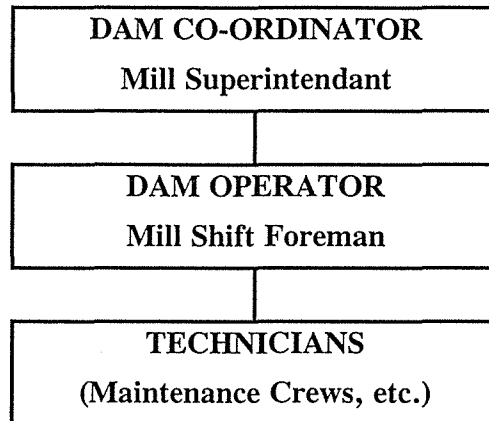 DAM CO-ORDINATOR
Mill Superintendant
DAM OPERATOR
Mill Shift Foreman
TECHNICIANS
(Maintenance Crews, etc.)